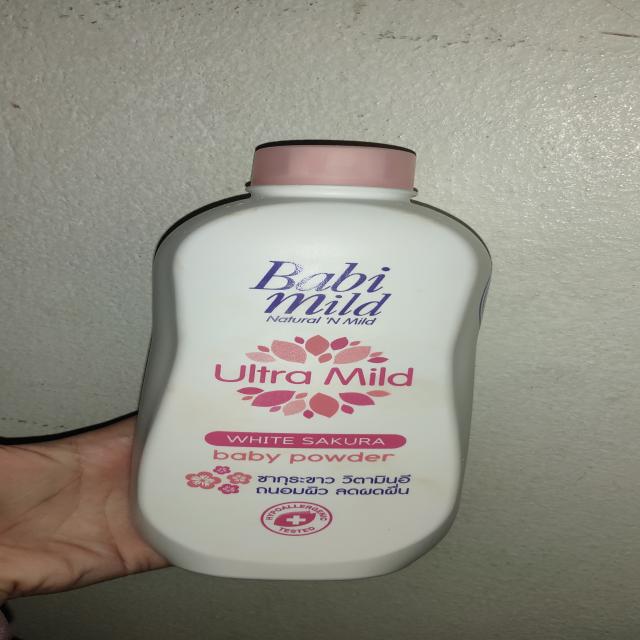 Babi
mild
Natural 'N Mild
Ultra Mild
WHITE SAKURA
baby powder
ซากุระขาว วิตามินอี
ถนอมผิว ลดผดผื่น
HYPOALLERGENIC
TESTED